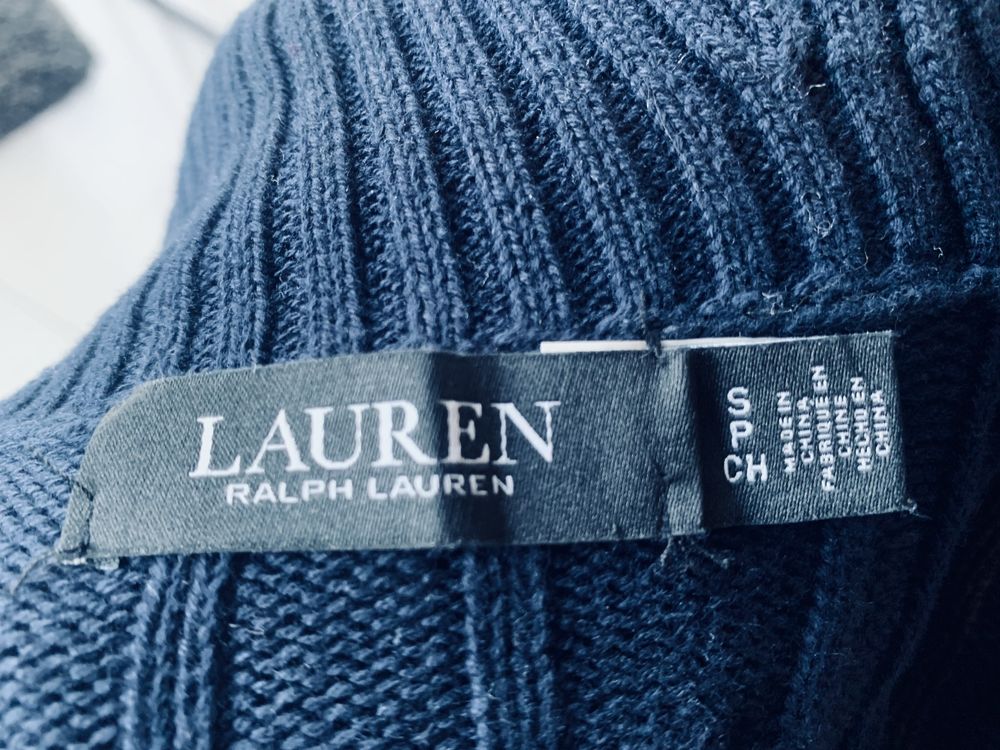 LAUREN
RALPH LAUREN
S
P
CH
MADE IN
CHINA
FABRIQUE EN
CHINE
HECHO EN
CHINA